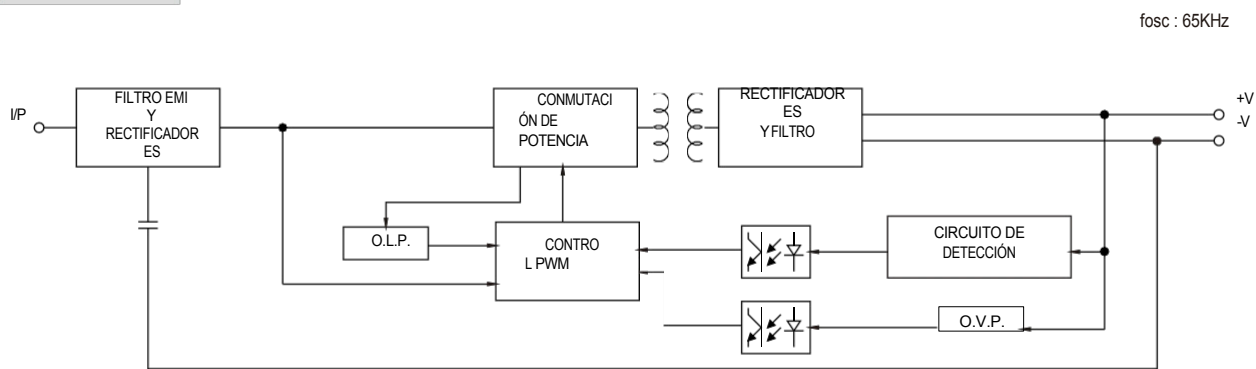 fosc : 65KHz
I/P
FILTRO EMI
Y
RECTIFICADOR
ES
CONMUTACI
ÓN DE
POTENCIA
RECTIFICADOR
ES
Y FILTRO
+V
-V
O.L.P.
CONTRO
L PWM
CIRCUITO DE
DETECCIÓN
O.V.P.